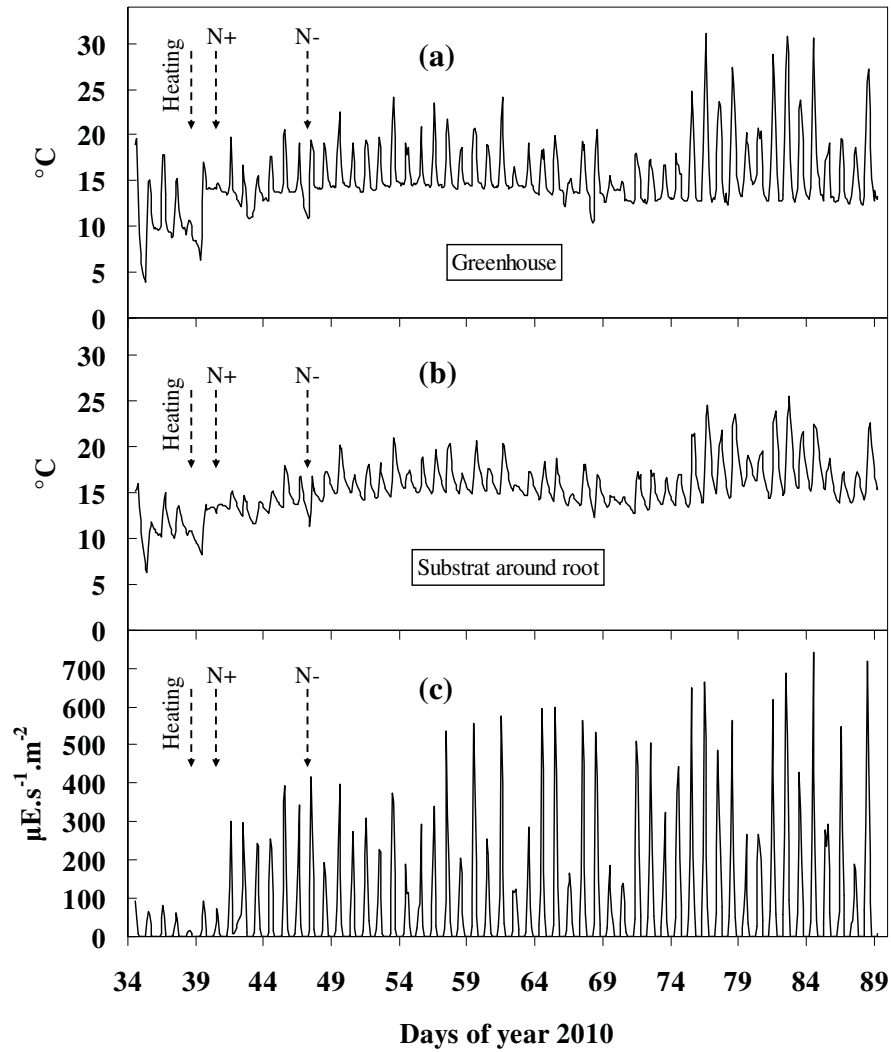 30
25
20
15
10
5
0
°C
Heating
N+
N-
(a)
Greenhouse
30
25
20
15
10
5
0
°C
Heating
N+
N-
(b)
Substrat around root
700
600
500
400
300
200
100
0
µE.s⁻¹.m⁻²
Heating
N+
N-
(c)
34 39 44 49 54 59 64 69 74 79 84 89
Days of year 2010